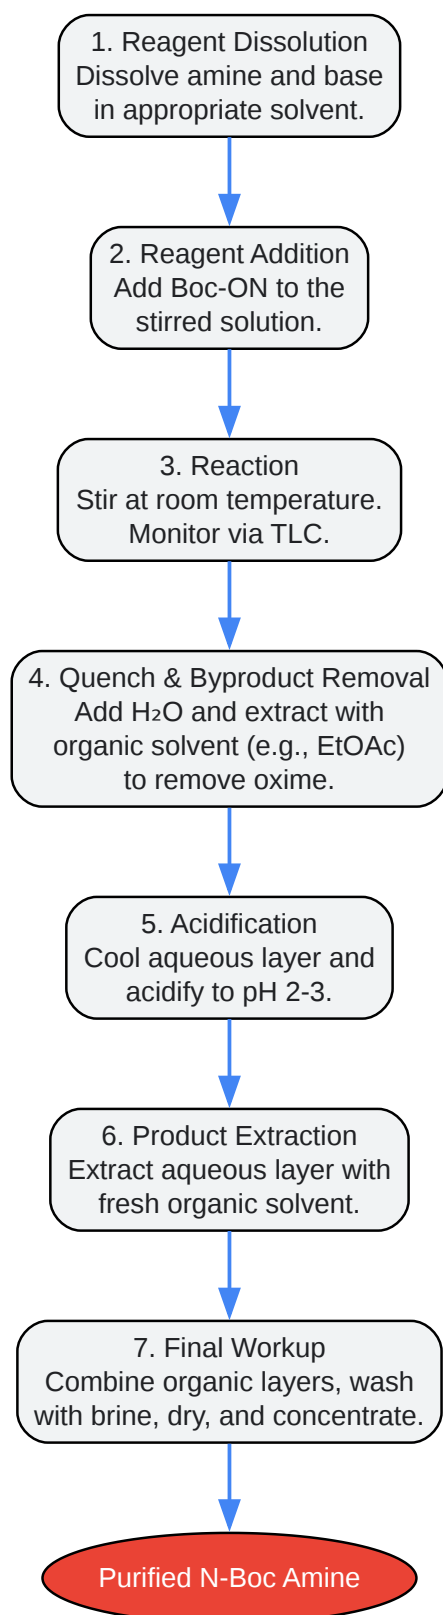 1. Reagent Dissolution
Dissolve amine and base
in appropriate solvent.
2. Reagent Addition
Add Boc-ON to the
stirred solution.
3. Reaction
Stir at room temperature.
Monitor via TLC.
4. Quench & Byproduct Removal
Add H₂O and extract with
organic solvent (e.g., EtOAc)
to remove oxime.
5. Acidification
Cool aqueous layer and
acidify to pH 2-3.
6. Product Extraction
Extract aqueous layer with
fresh organic solvent.
7. Final Workup
Combine organic layers, wash
with brine, dry, and concentrate.
Purified N-Boc Amine